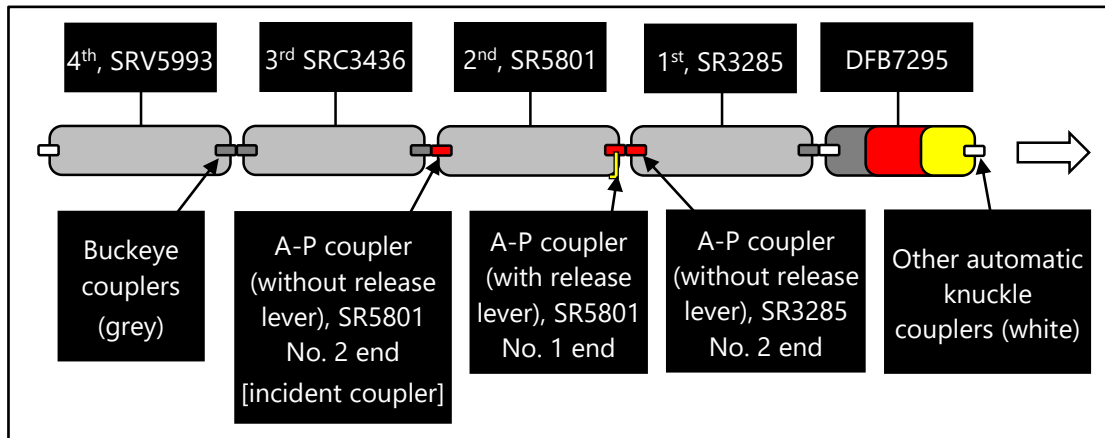 4th, SRV5993
3rd SRC3436
2nd, SR5801
1st, SR3285
DFB7295
Buckeye
couplers
(grey)
A-P coupler
(without release
lever), SR5801
No. 2 end
[incident coupler]
A-P coupler
(with release
lever), SR5801
No. 1 end
A-P coupler
(without release
lever), SR3285
No. 2 end
Other automatic
knuckle
couplers (white)